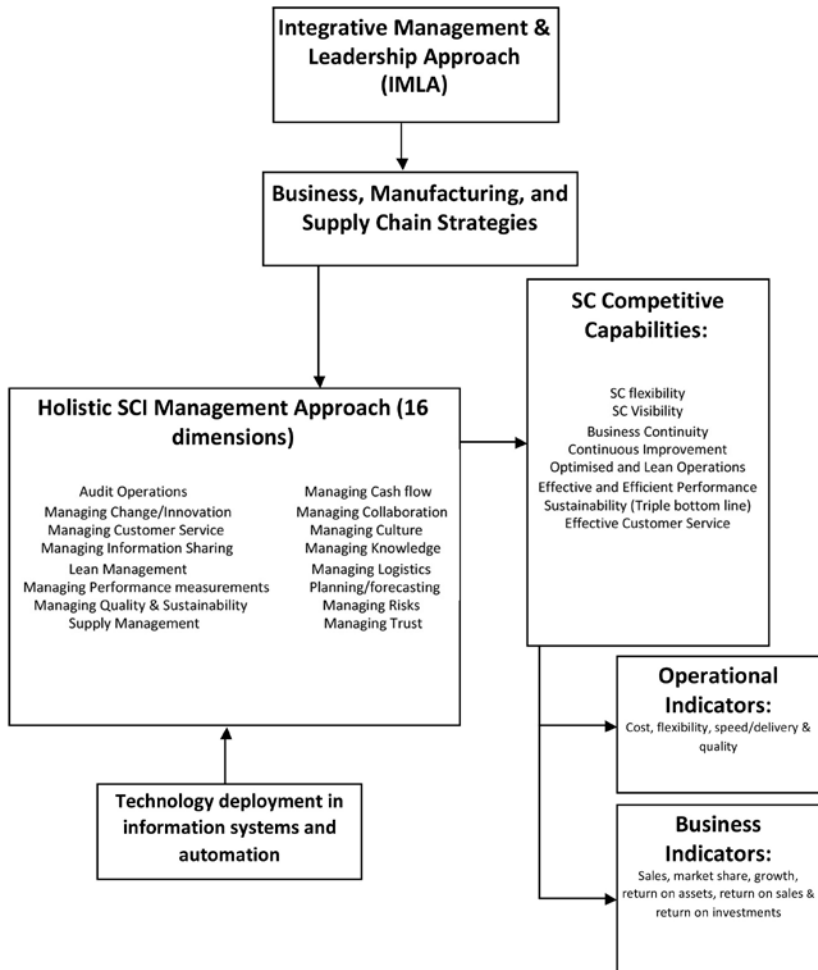 Integrative Management &
Leadership Approach
(IMLA)
Business, Manufacturing, and
Supply Chain Strategies
SC Competitive
Capabilities:
SC flexibility
SC Visibility
Business Continuity
Continuous Improvement
Optimised and Lean Operations
Effective and Efficient Performance
Sustainability (Triple bottom line)
Effective Customer Service
Holistic SCI Management Approach (16
dimensions)
Audit Operations
Managing Change/Innovation
Managing Customer Service
Managing Information Sharing
Lean Management
Managing Performance measurements
Managing Quality & Sustainability
Supply Management
Managing Cash flow
Managing Collaboration
Managing Culture
Managing Knowledge
Managing Logistics
Planning/forecasting
Managing Risks
Managing Trust
Operational
Indicators:
Cost, flexibility, speed/delivery &
quality
Technology deployment in
information systems and
automation
Business
Indicators:
Sales, market share, growth,
return on assets, return on sales &
return on investments